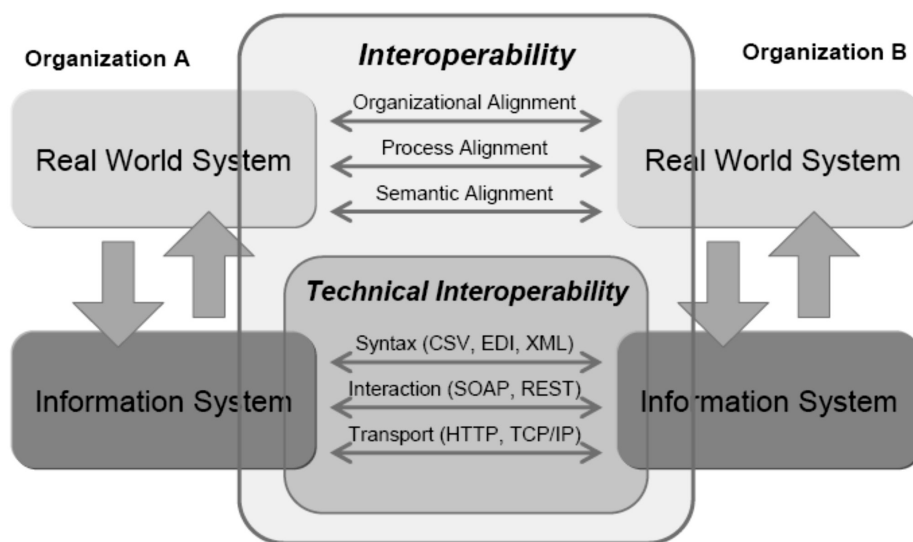 Organization A
Interoperability
Organization B
Organizational Alignment
Real World System
Process Alignment
Real World System
Semantic Alignment
Technical Interoperability
Syntax (CSV, EDI, XML)
Information System
Interaction (SOAP, REST)
Information System
Transport (HTTP, TCP/IP)